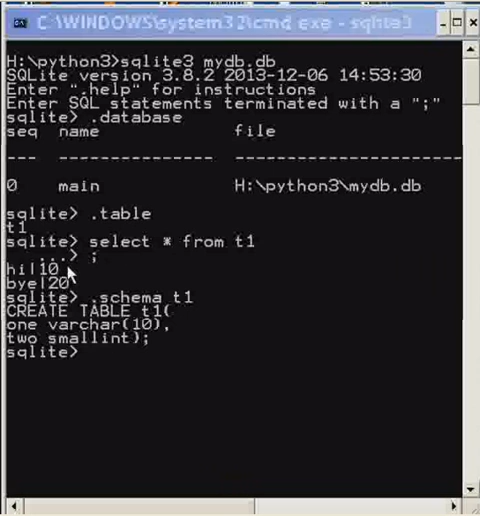 C:\WINDOWS\system32\cmd.exe - sqlite3
H:\python3>sqlite3 mydb.db
SQLite version 3.8.2 2013-12-06 14:53:30
Enter ".help" for instructions
Enter SQL statements terminated with a ";"
sqlite> .database
seq  name             file
---  ---------------  ----------------------
0    main             H:\python3\mydb.db
sqlite> .table
t1
sqlite> select * from t1
   ...> ;
hi|10
bye|20
sqlite> .schema t1
CREATE TABLE t1(
one varchar(10),
two smallint);
sqlite>